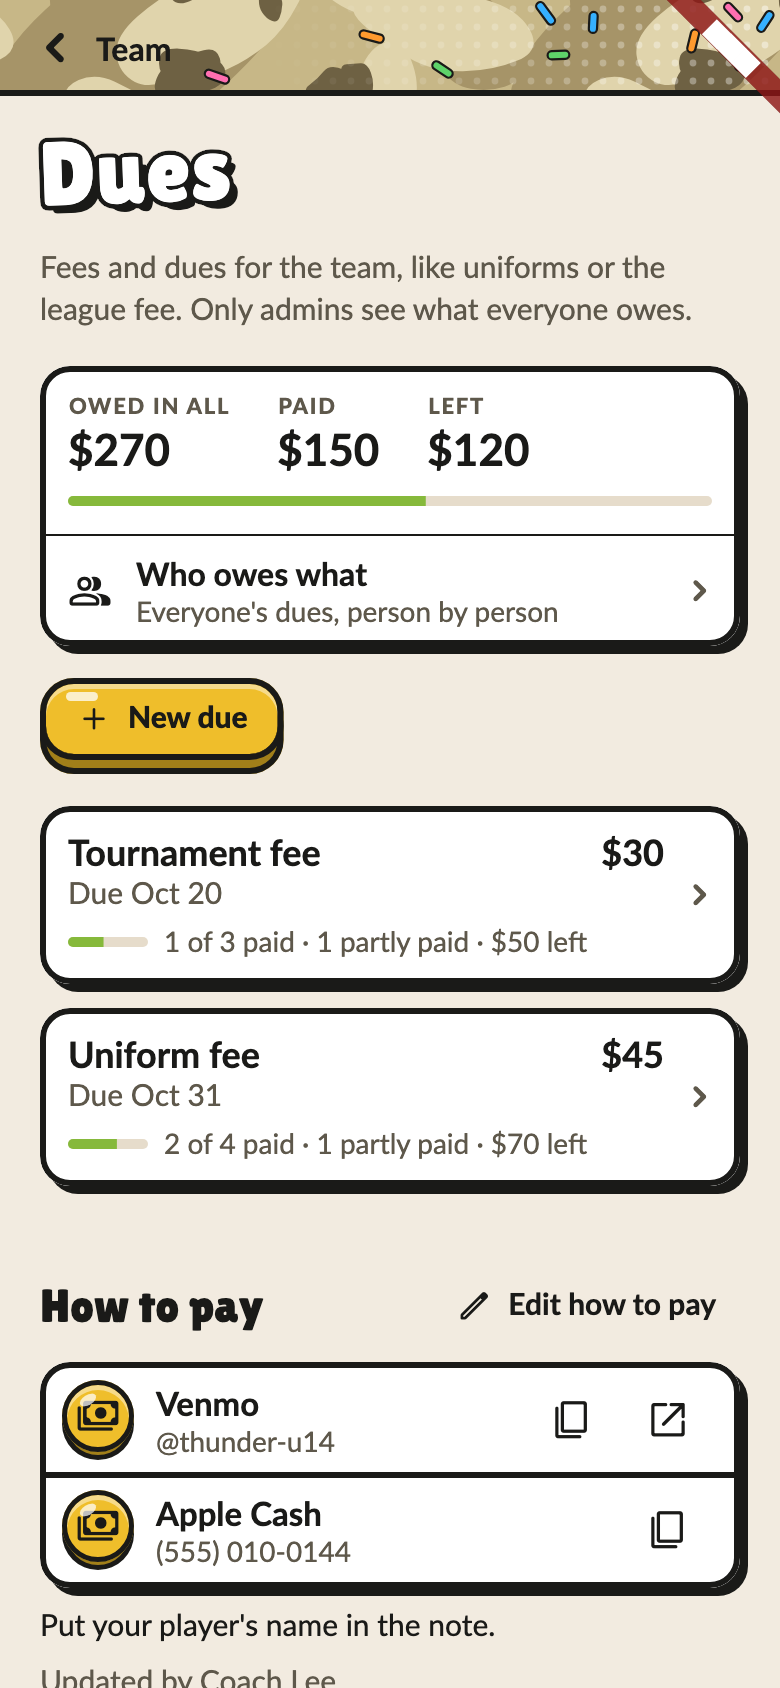 Team
Dues
Fees and dues for the team, like uniforms or the
league fee. Only admins see what everyone owes.
OWED IN ALL PAID LEFT
$270 $150 $120
Who owes what
Everyone's dues, person by person
New due
Tournament fee $30
Due Oct 20
1 of 3 paid · 1 partly paid · $50 left
Uniform fee $45
Due Oct 31
2 of 4 paid · 1 partly paid · $70 left
How to pay Edit how to pay
Venmo
@thunder-u14
Apple Cash
(555) 010-0144
Put your player's name in the note.
Updated by Coach Lee